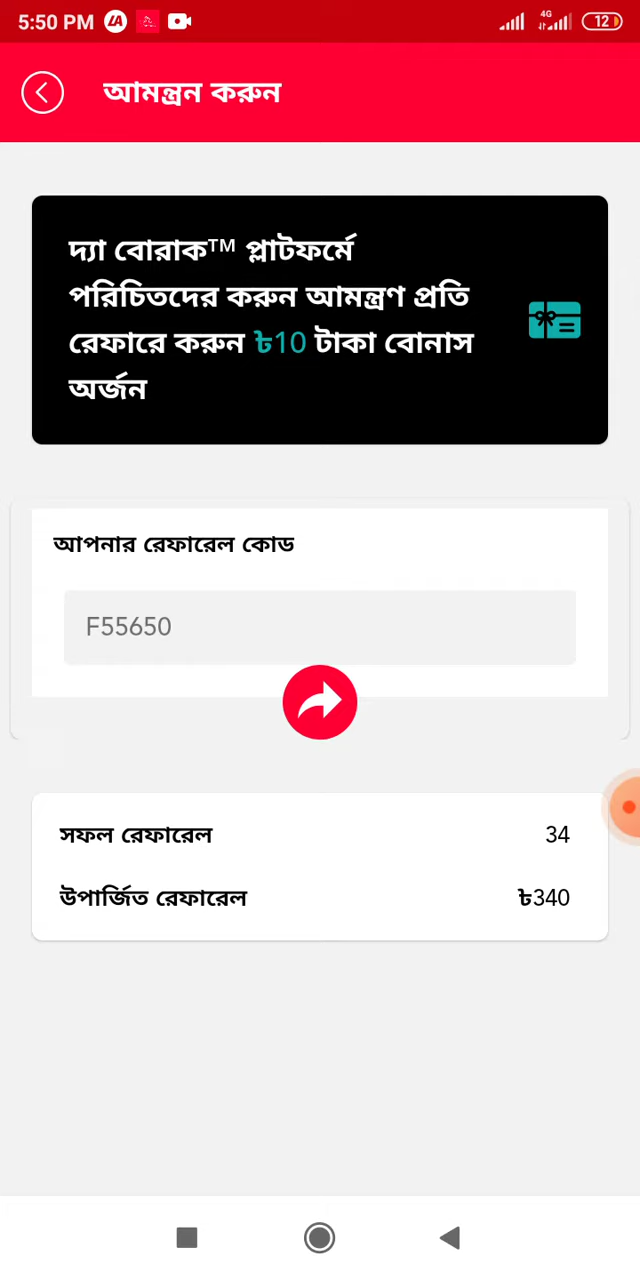 5:50 PM
4G
12
আমন্ত্রন করুন
দ্যা বোরাক™ প্লাটফর্মে
পরিচিতদের করুন আমন্ত্রণ প্রতি
রেফারে করুন ৳10 টাকা বোনাস
অর্জন
আপনার রেফারেল কোড
F55650
সফল রেফারেল 34
উপার্জিত রেফারেল ৳340